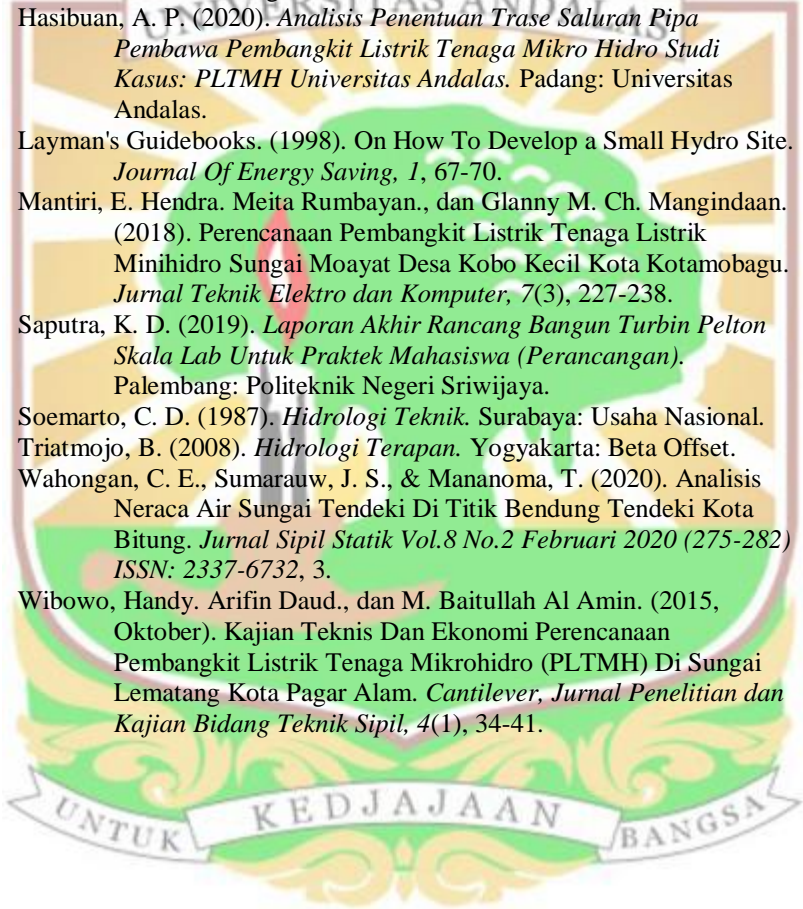 UNIVERSITAS ANDALAS
Hasibuan, A. P. (2020). Analisis Penentuan Trase Saluran Pipa
Pembawa Pembangkit Listrik Tenaga Mikro Hidro Studi
Kasus: PLTMH Universitas Andalas. Padang: Universitas
Andalas.
Layman's Guidebooks. (1998). On How To Develop a Small Hydro Site.
Journal Of Energy Saving, 1, 67-70.
Mantiri, E. Hendra. Meita Rumbayan., dan Glanny M. Ch. Mangindaan.
(2018). Perencanaan Pembangkit Listrik Tenaga Listrik
Minihidro Sungai Moayat Desa Kobo Kecil Kota Kotamobagu.
Jurnal Teknik Elektro dan Komputer, 7(3), 227-238.
Saputra, K. D. (2019). Laporan Akhir Rancang Bangun Turbin Pelton
Skala Lab Untuk Praktek Mahasiswa (Perancangan).
Palembang: Politeknik Negeri Sriwijaya.
Soemarto, C. D. (1987). Hidrologi Teknik. Surabaya: Usaha Nasional.
Triatmojo, B. (2008). Hidrologi Terapan. Yogyakarta: Beta Offset.
Wahongan, C. E., Sumarauw, J. S., & Mananoma, T. (2020). Analisis
Neraca Air Sungai Tendeki Di Titik Bendung Tendeki Kota
Bitung. Jurnal Sipil Statik Vol.8 No.2 Februari 2020 (275-282)
ISSN: 2337-6732, 3.
Wibowo, Handy. Arifin Daud., dan M. Baitullah Al Amin. (2015,
Oktober). Kajian Teknis Dan Ekonomi Perencanaan
Pembangkit Listrik Tenaga Mikrohidro (PLTMH) Di Sungai
Lematang Kota Pagar Alam. Cantilever, Jurnal Penelitian dan
Kajian Bidang Teknik Sipil, 4(1), 34-41.
UNTUK KEDJAJAAN BANGSA